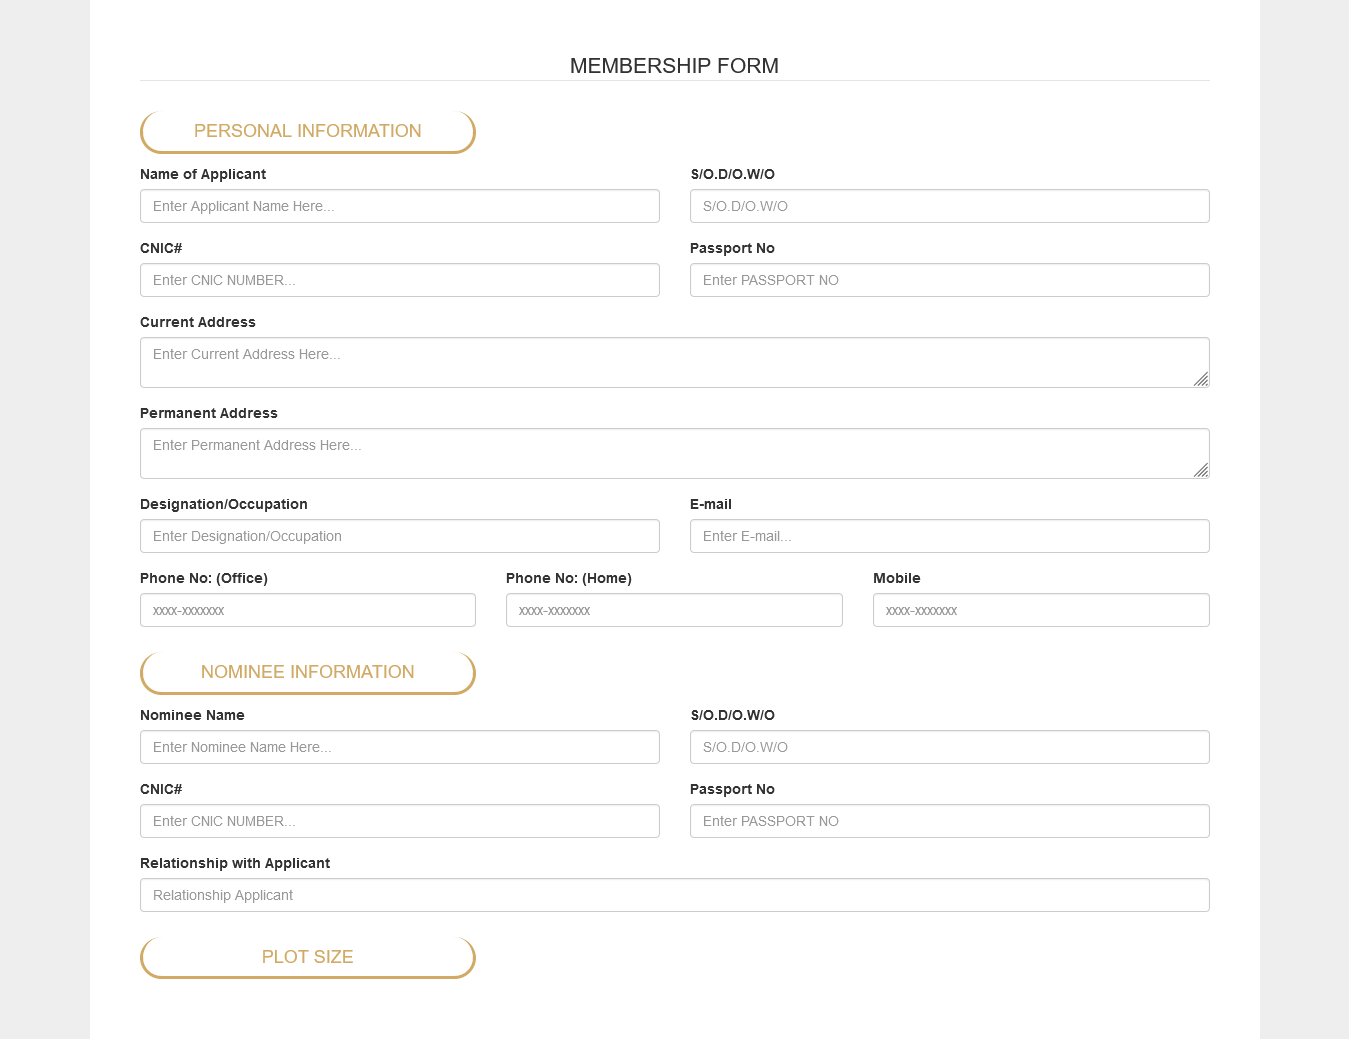 MEMBERSHIP FORM
PERSONAL INFORMATION
Name of Applicant S/O.D/O.W/O
Enter Applicant Name Here... S/O.D/O.W/O
CNIC# Passport No
Enter CNIC NUMBER... Enter PASSPORT NO
Current Address
Enter Current Address Here...
Permanent Address
Enter Permanent Address Here...
Designation/Occupation E-mail
Enter Designation/Occupation Enter E-mail...
Phone No: (Office) Phone No: (Home) Mobile
xxxx-xxxxxxx xxxx-xxxxxxx xxxx-xxxxxxx
NOMINEE INFORMATION
Nominee Name S/O.D/O.W/O
Enter Nominee Name Here... S/O.D/O.W/O
CNIC# Passport No
Enter CNIC NUMBER... Enter PASSPORT NO
Relationship with Applicant
Relationship Applicant
PLOT SIZE